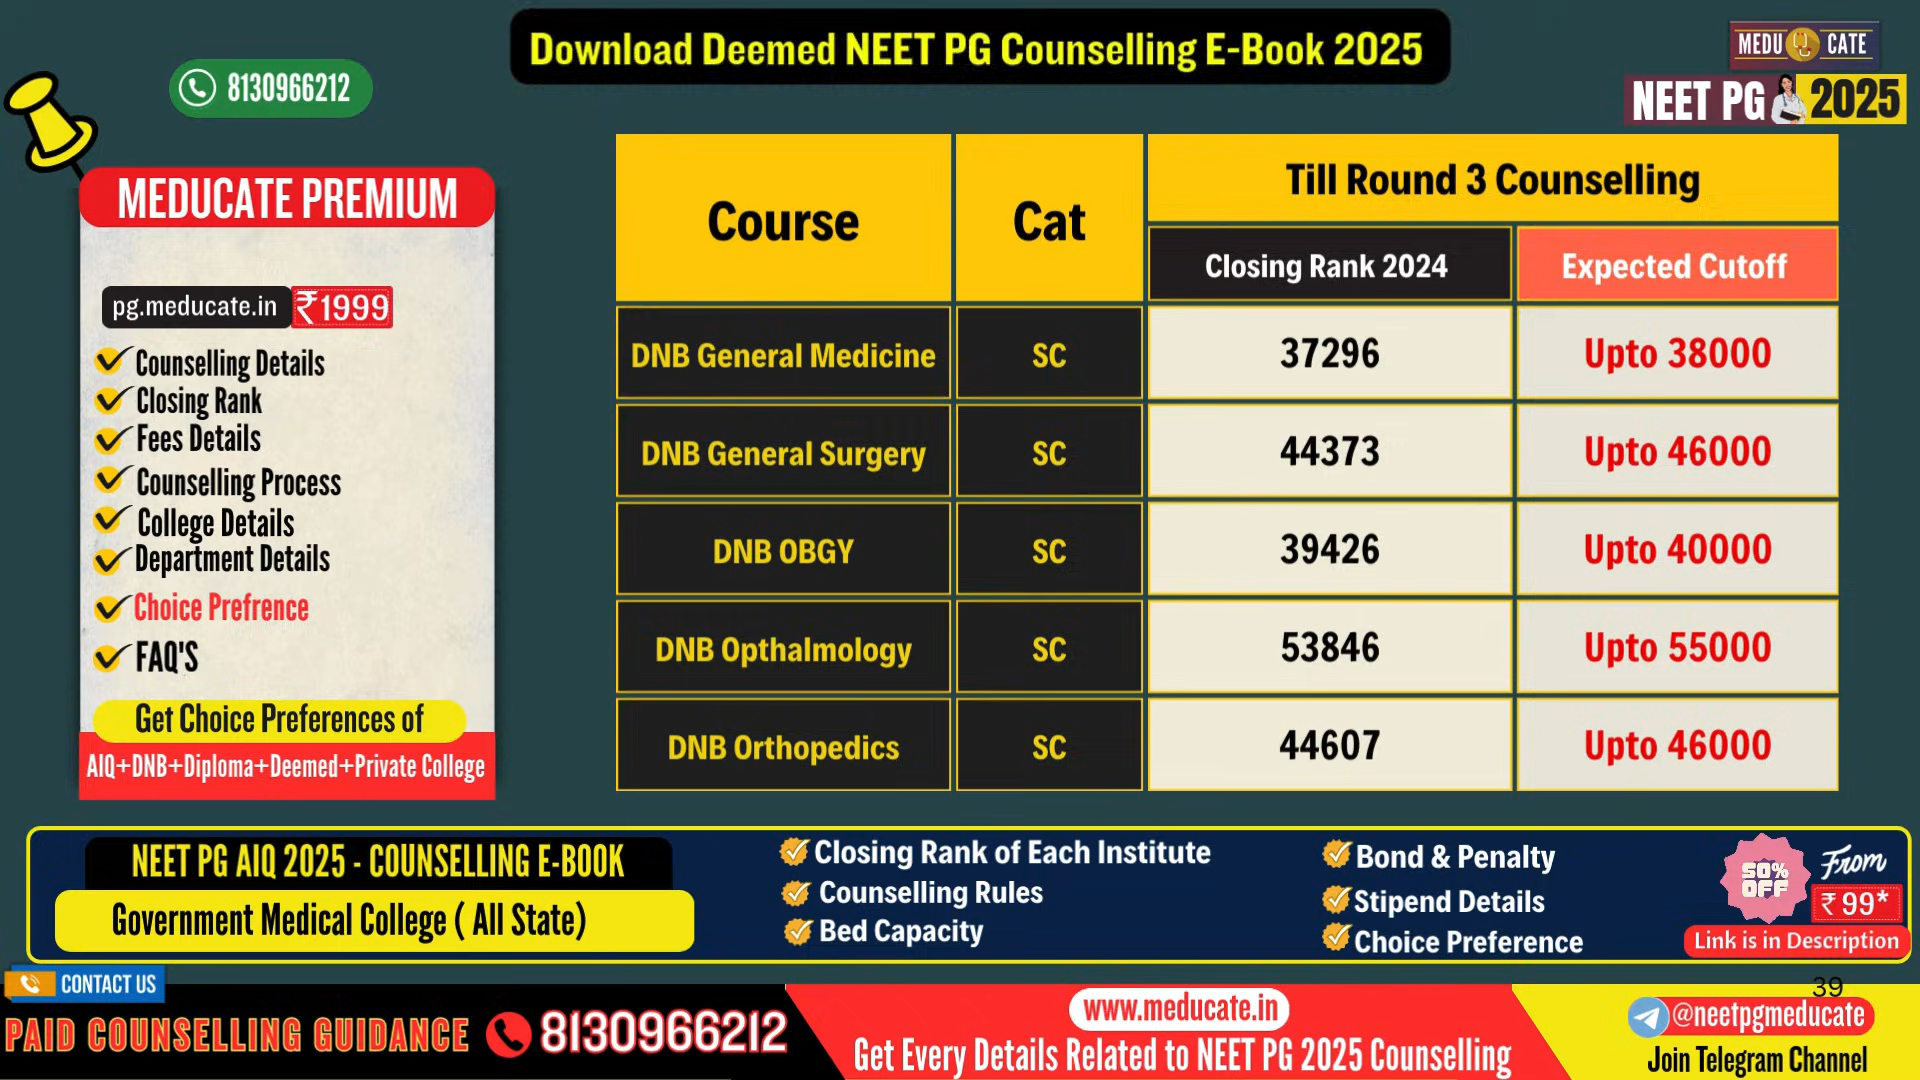 Download Deemed NEET PG Counselling E-Book 2025
MEDU CATE
NEET PG 2025
8130966212
MEDUCATE PREMIUM
pg.meducate.in ₹1999
Counselling Details
Closing Rank
Fees Details
Counselling Process
College Details
Department Details
Choice Prefrence
FAQ'S
Get Choice Preferences of
AIQ+DNB+Diploma+Deemed+Private College
Course Cat Till Round 3 Counselling
Closing Rank 2024 Expected Cutoff
DNB General Medicine SC 37296 Upto 38000
DNB General Surgery SC 44373 Upto 46000
DNB OBGY SC 39426 Upto 40000
DNB Opthalmology SC 53846 Upto 55000
DNB Orthopedics SC 44607 Upto 46000
NEET PG AIQ 2025 - COUNSELLING E-BOOK
Government Medical College ( All State)
Closing Rank of Each Institute
Counselling Rules
Bed Capacity
Bond & Penalty
Stipend Details
Choice Preference
50% OFF
From
₹ 99*
Link is in Description
39
CONTACT US
PAID COUNSELLING GUIDANCE 8130966212
www.meducate.in
Get Every Details Related to NEET PG 2025 Counselling
@neetpgmeducate
Join Telegram Channel